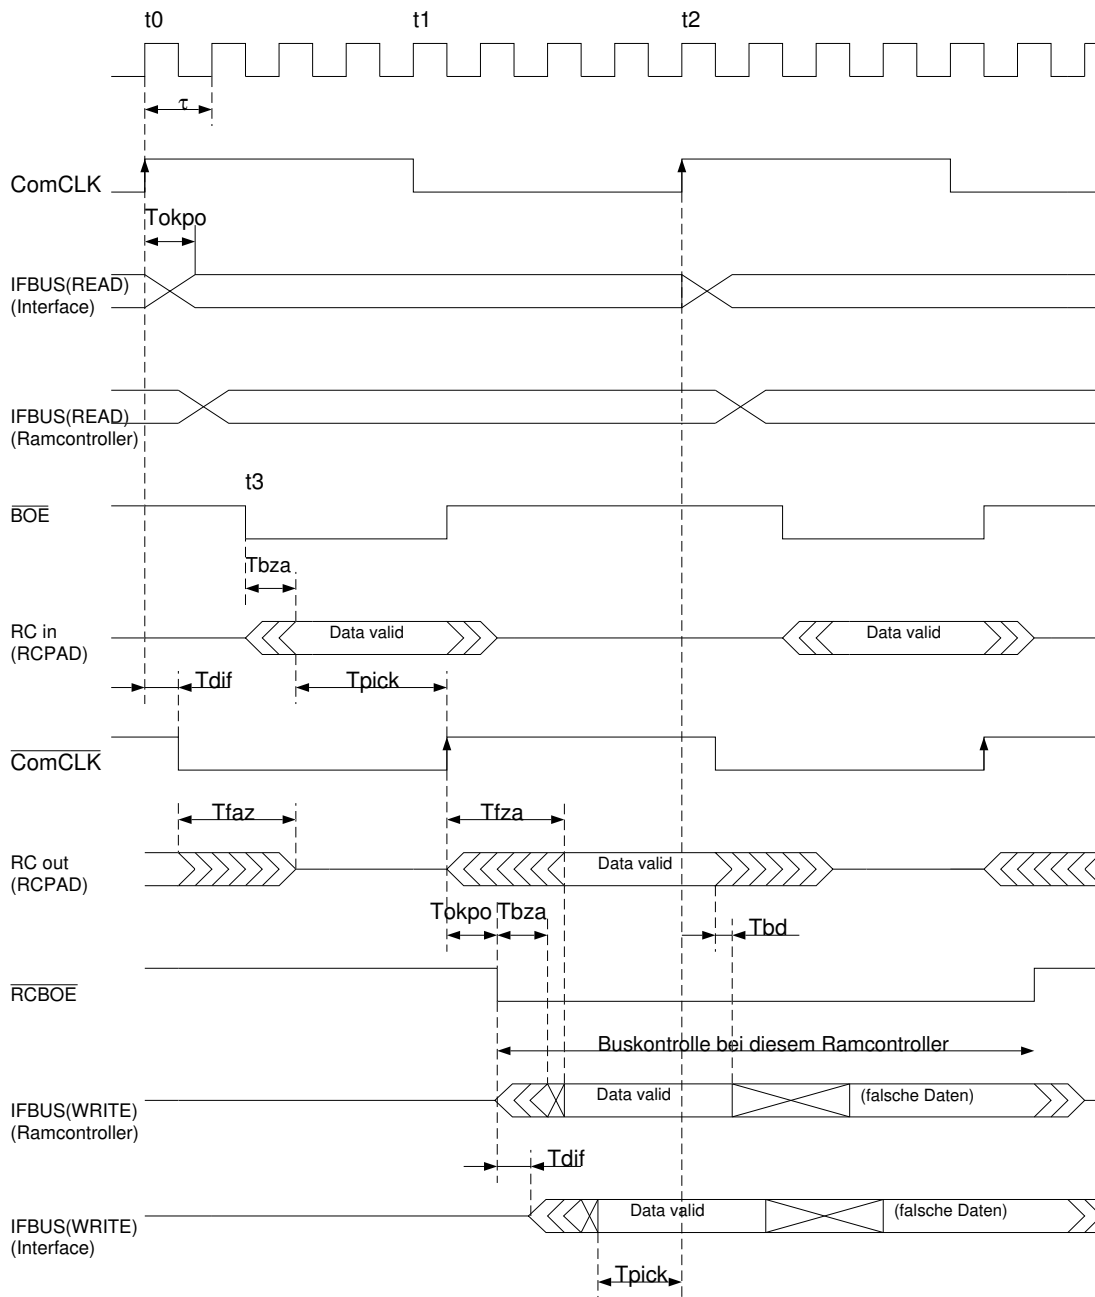 t0 t1 t2
τ
ComCLK
Tokpo
IFBUS(READ)
(Interface)
IFBUS(READ)
(Ramcontroller)
t3
BOE
Tbza
RC in
(RCPAD)
Data valid Data valid
Tdif Tpick
ComCLK
Tfaz Tfza
RC out
(RCPAD)
Data valid
Tokpo Tbza Tbd
RCBOE
Buskontrolle bei diesem Ramcontroller
IFBUS(WRITE)
(Ramcontroller)
Data valid (falsche Daten)
Tdif
IFBUS(WRITE)
(Interface)
Data valid (falsche Daten)
Tpick